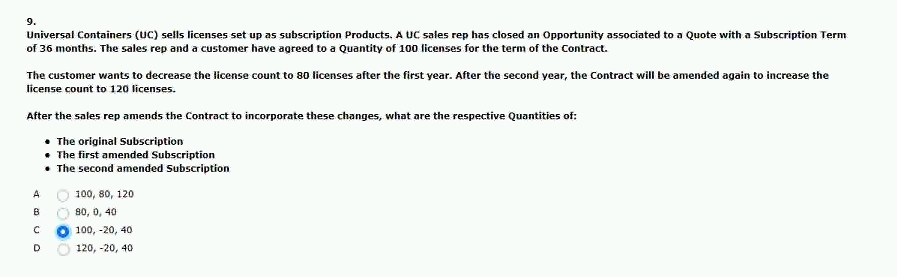 9.
Universal Containers (UC) sells licenses set up as subscription Products. A UC sales rep has closed an Opportunity associated to a Quote with a Subscription Term
of 36 months. The sales rep and a customer have agreed to a Quantity of 100 licenses for the term of the Contract.
The customer wants to decrease the license count to 80 licenses after the first year. After the second year, the Contract will be amended again to increase the
license count to 120 licenses.
After the sales rep amends the Contract to incorporate these changes, what are the respective Quantities of:
• The original Subscription
• The first amended Subscription
• The second amended Subscription
A 100, 80, 120
B 80, 0, 40
C 100, -20, 40
D 120, -20, 40